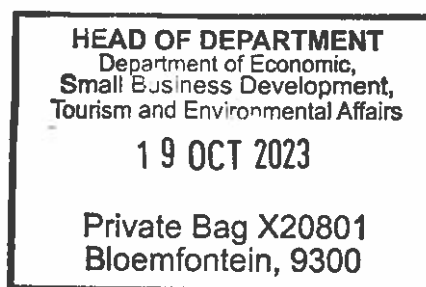 HEAD OF DEPARTMENT
Department of Economic,
Small Business Development,
Tourism and Environmental Affairs
19 OCT 2023
Private Bag X20801
Bloemfontein, 9300